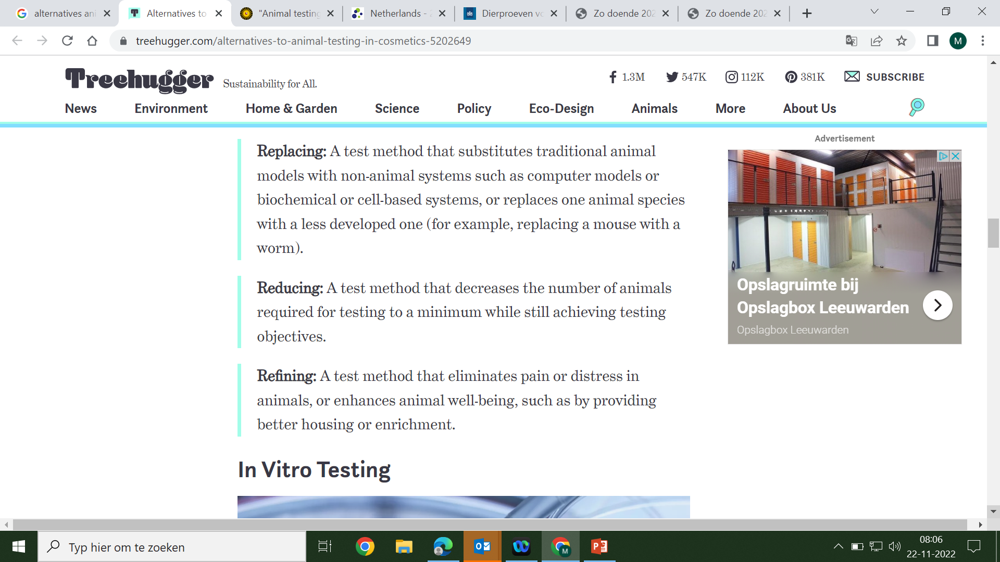 alternatives ani
Alternatives to
"Animal testing
Netherlands - 2
Dierproeven vo
Zo doende 202
Zo doende 202
treehugger.com/alternatives-to-animal-testing-in-cosmetics-5202649
M
Treehugger
Sustainability for All.
1.3M
547K
112K
381K
SUBSCRIBE
News
Environment
Home & Garden
Science
Policy
Eco-Design
Animals
More
About Us
Replacing: A test method that substitutes traditional animal
models with non-animal systems such as computer models or
biochemical or cell-based systems, or replaces one animal species
with a less developed one (for example, replacing a mouse with a
worm).
Reducing: A test method that decreases the number of animals
required for testing to a minimum while still achieving testing
objectives.
Refining: A test method that eliminates pain or distress in
animals, or enhances animal well-being, such as by providing
better housing or enrichment.
In Vitro Testing
Advertisement
Opslagruimte bij
Opslagbox Leeuwarden
Opslagbox Leeuwarden
Typ hier om te zoeken
08:06
22-11-2022